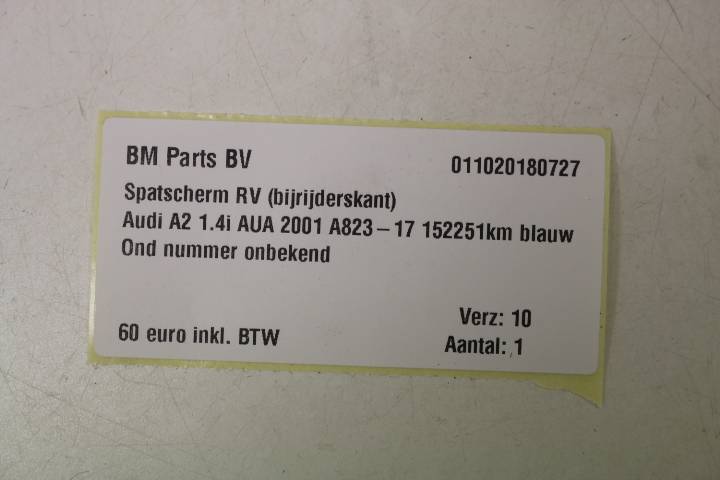 BM Parts BV 011020180727
Spatscherm RV (bijrijderskant)
Audi A2 1.4i AUA 2001 A823-17 152251km blauw
Ond nummer onbekend
Verz: 10
60 euro inkl. BTW Aantal: 1